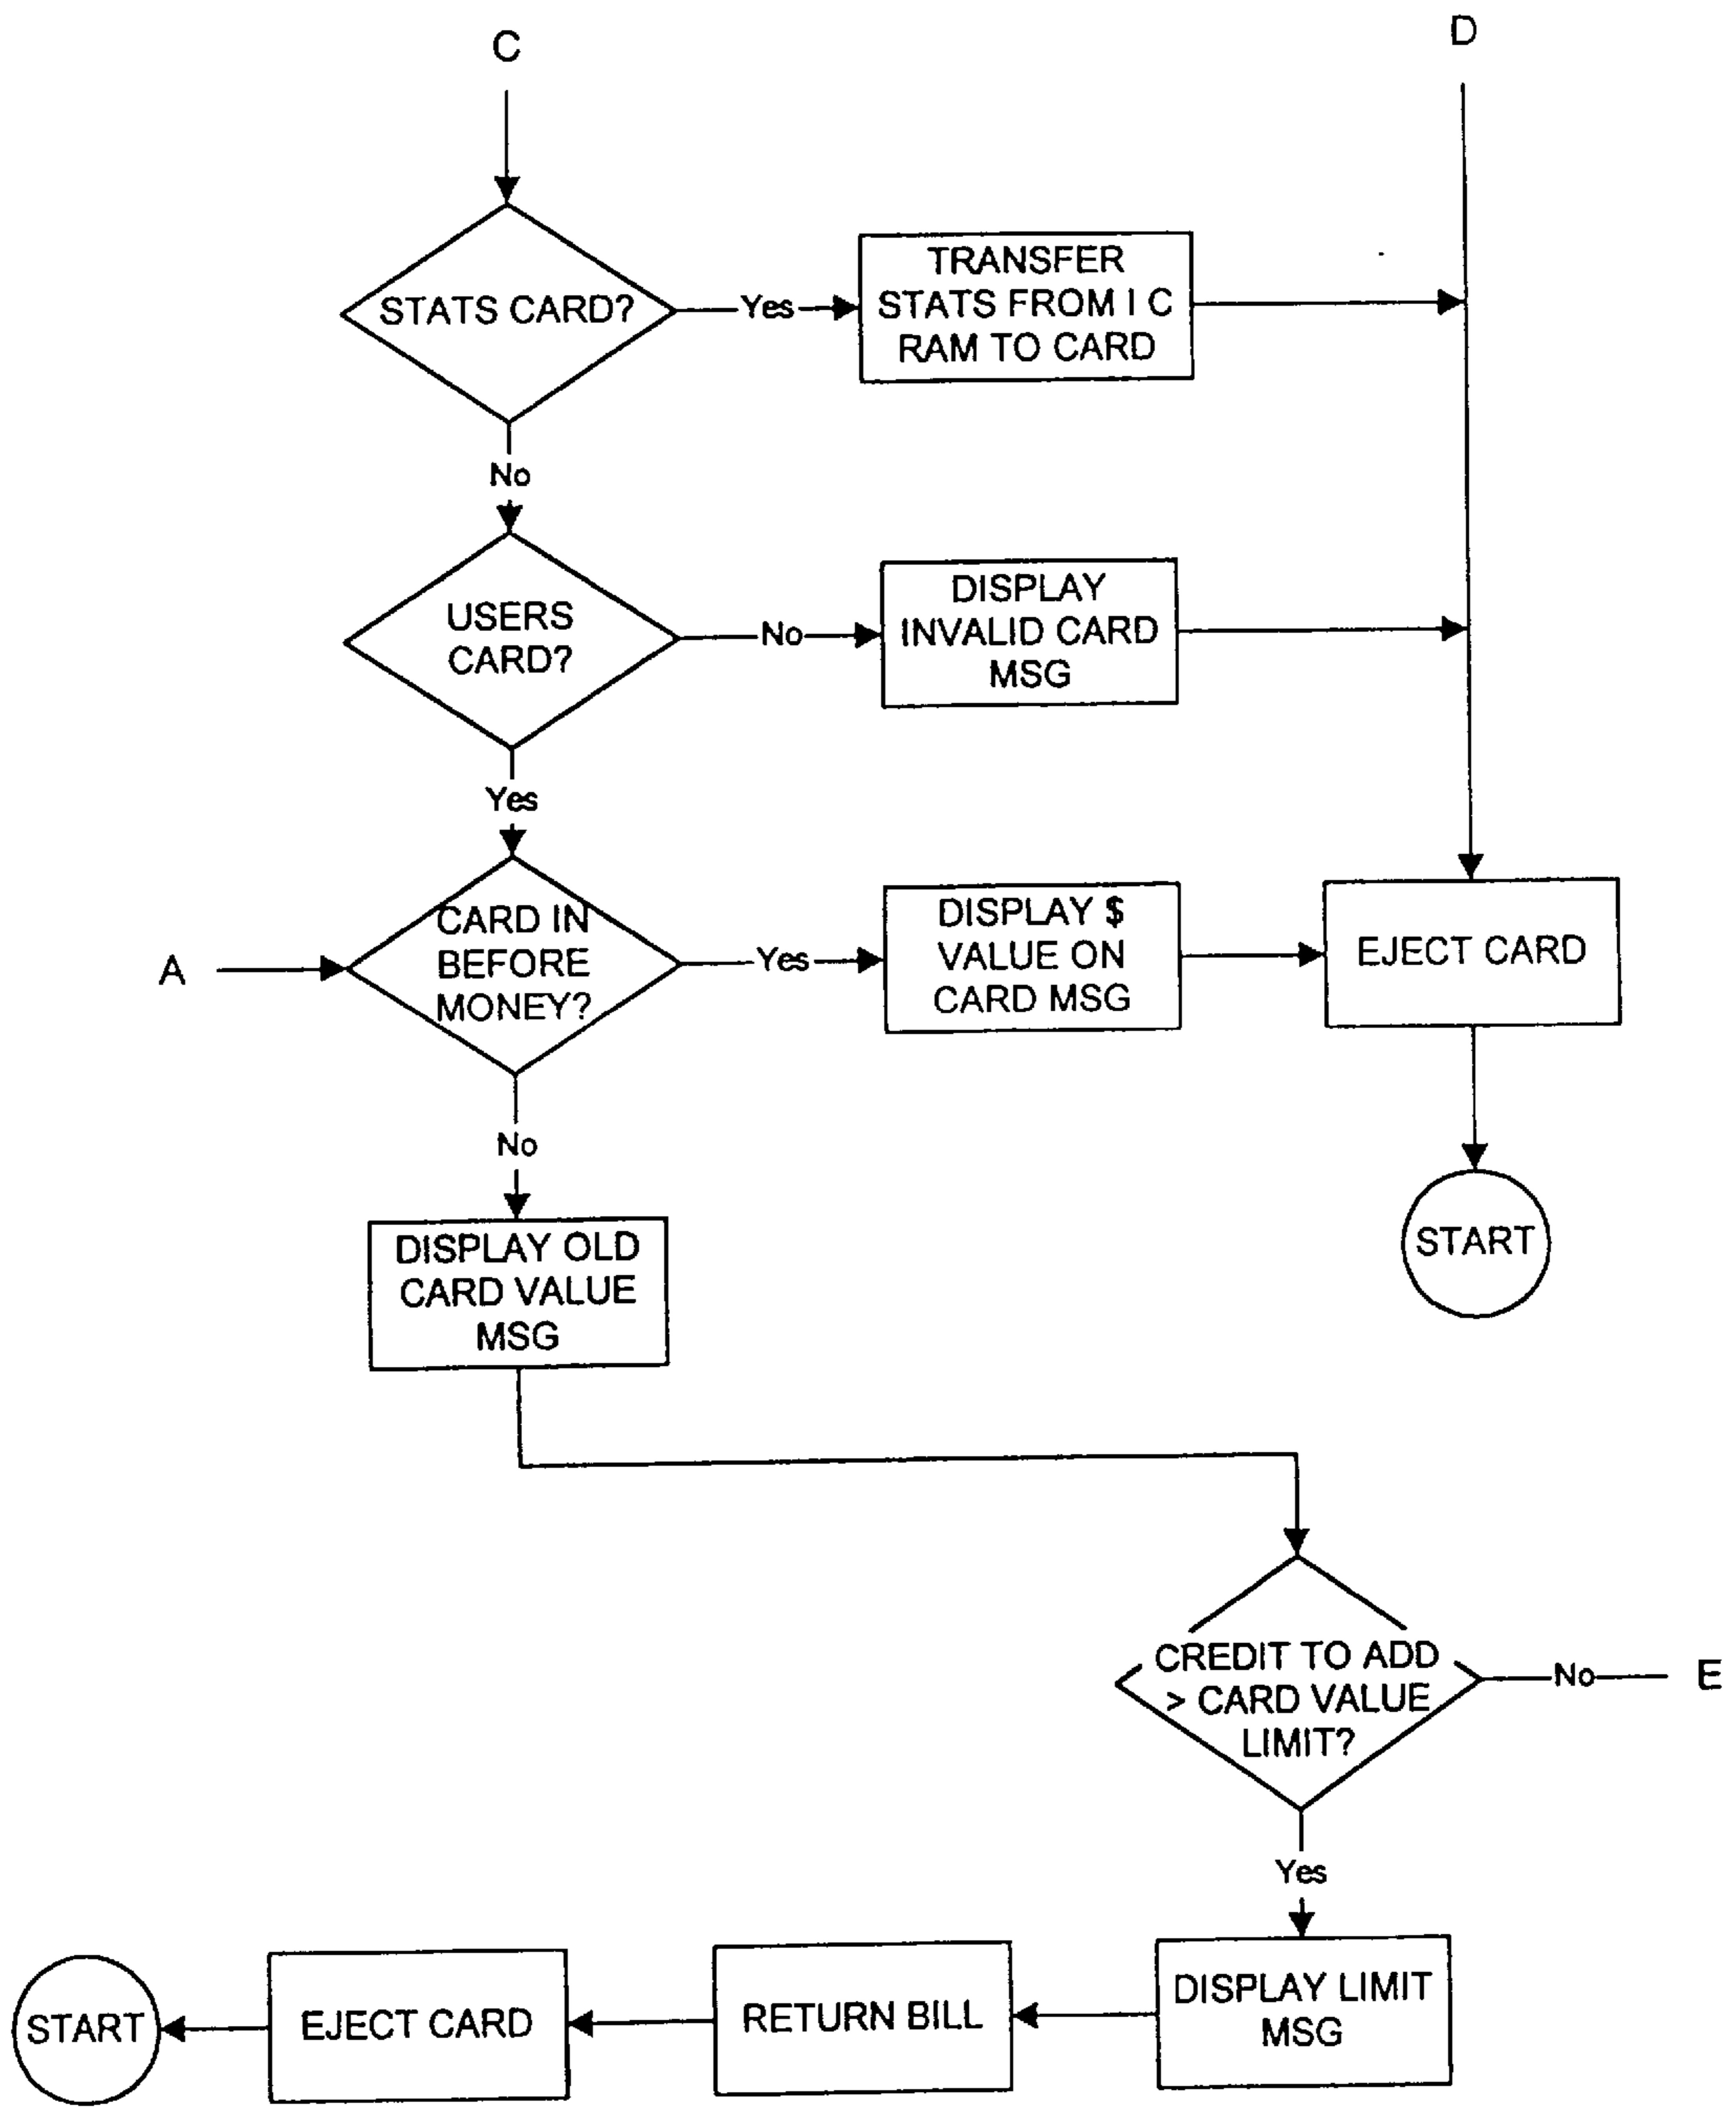 C
D
STATS CARD?
Yes
TRANSFER
STATS FROM I C
RAM TO CARD
No
USERS
CARD?
No
DISPLAY
INVALID CARD
MSG
Yes
A
CARD IN
BEFORE
MONEY?
Yes
DISPLAY $
VALUE ON
CARD MSG
EJECT CARD
No
START
DISPLAY OLD
CARD VALUE
MSG
CREDIT TO ADD
> CARD VALUE
LIMIT?
No
E
Yes
START
EJECT CARD
RETURN BILL
DISPLAY LIMIT
MSG